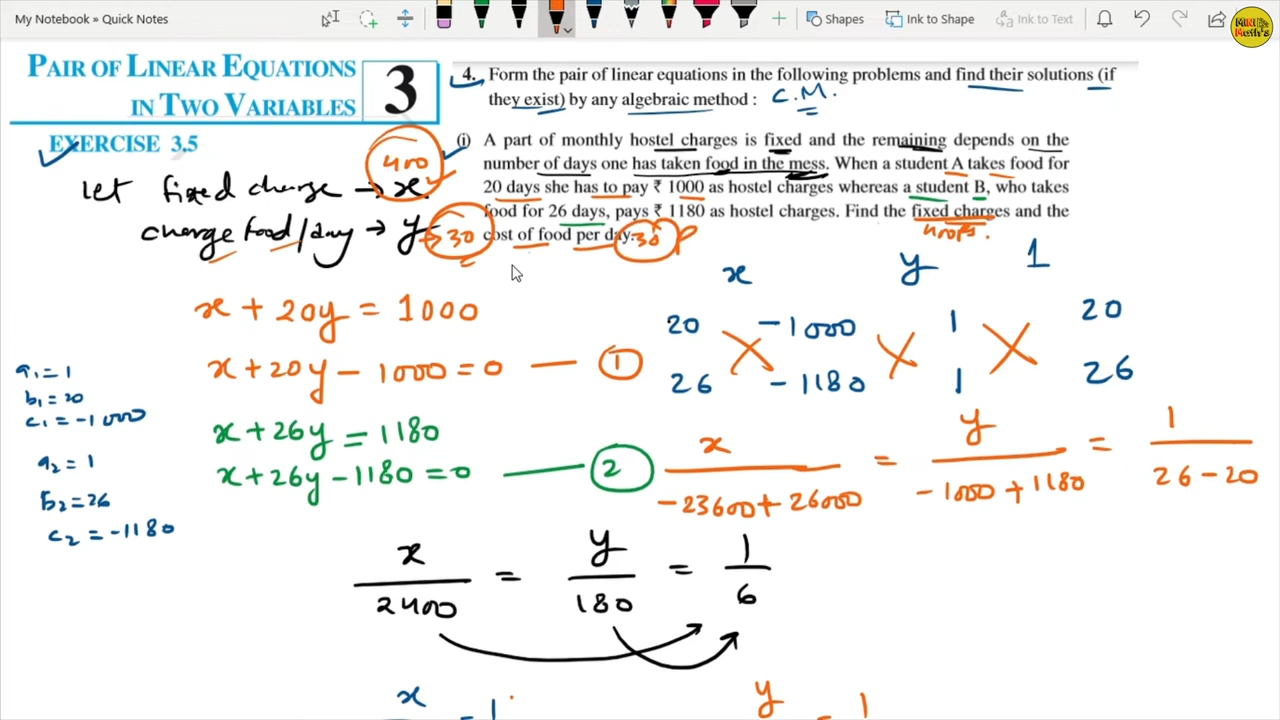 My Notebook » Quick Notes
Shapes
Ink to Shape
Ink to Text
PAIR OF LINEAR EQUATIONS
IN TWO VARIABLES
3
EXERCISE 3.5
4. Form the pair of linear equations in the following problems and find their solutions (if
they exist) by any algebraic method : C.M.
(i) A part of monthly hostel charges is fixed and the remaining depends on the
number of days one has taken food in the mess. When a student A takes food for
20 days she has to pay ₹ 1000 as hostel charges whereas a student B, who takes
food for 26 days, pays ₹ 1180 as hostel charges. Find the fixed charges and the
cost of food per day. 30
Let fixed charge → x 400
charge food/day → y → 30
x + 20y = 1000
x + 20y - 1000 = 0 — 1
x + 26y = 1180
x + 26y - 1180 = 0 — 2
a1 = 1
b1 = 20
c1 = -1000
a2 = 1
b2 = 26
c2 = -1180
x y 1
20 -1000 1 20
26 -1180 1 26
x/(-23600 + 26000) = y/(-1000 + 1180) = 1/(26 - 20)
x/2400 = y/180 = 1/6
x = 1
y = 1